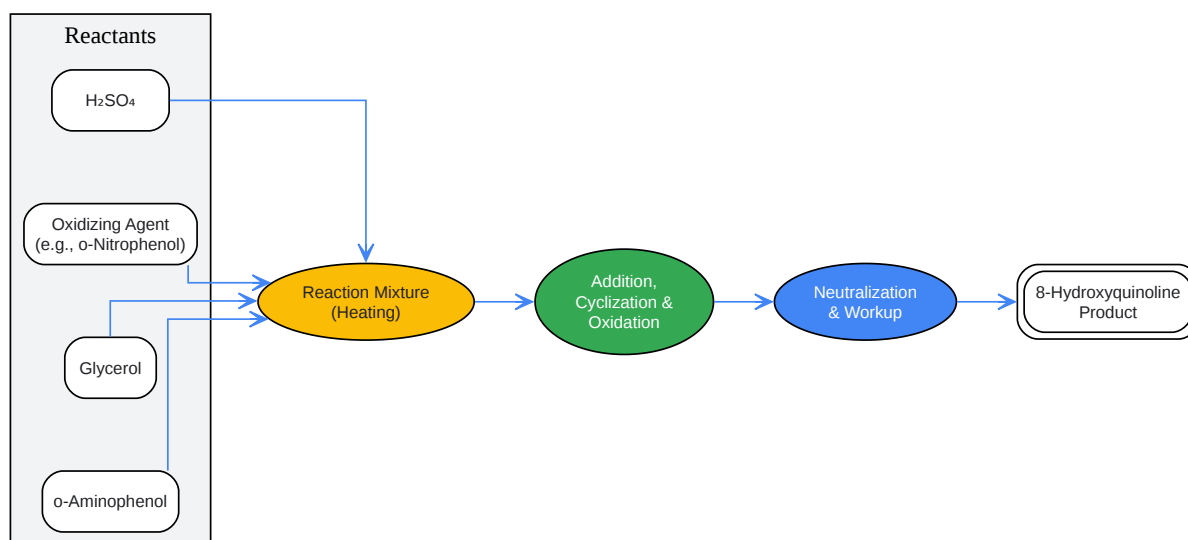 Reactants
H₂SO₄
Oxidizing Agent
(e.g., o-Nitrophenol)
Glycerol
o-Aminophenol
Reaction Mixture
(Heating)
Addition,
Cyclization &
Oxidation
Neutralization
& Workup
8-Hydroxyquinoline
Product